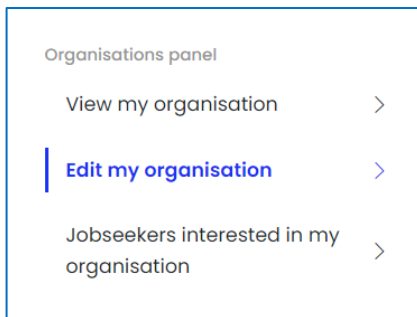 Organisations panel
View my organisation
Edit my organisation
Jobseekers interested in my
organisation